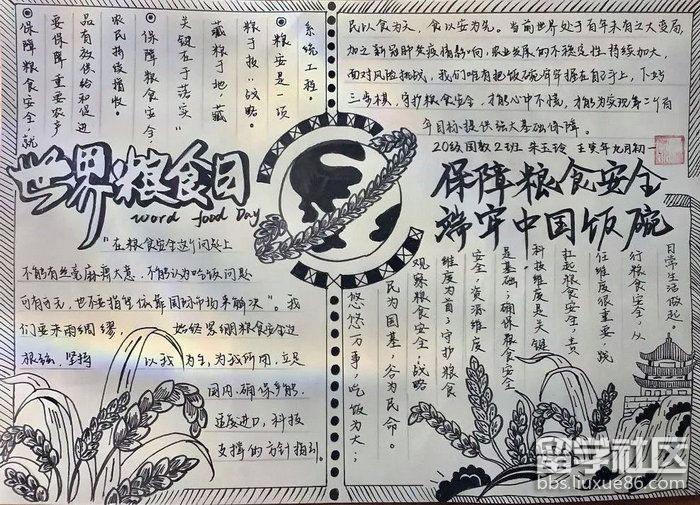 系统工程。
●粮安是一项
粮于技"战略。
藏粮于地,藏
关键在于落实"
●保障粮食安全,
农民持续增收。
品有效供给和促进
要保障重要农产
●保障粮食安全,就
世界粮食日
word food Day
"在粮食安全这个问题上
不能有丝毫麻痹大意,不能认为吃饭问题
可有可无,也不要指望依靠国际市场来解决"。我
们要未雨绸缪,始终紧绷粮食安全这
根弦,坚持以我为主,为我所用,立足
国内、确保产能、
适度进口,科技
支撑的方针指引。
民以食为天,食以安为先。当前世界处于百年未有之大变局,
加之新冠肺炎疫情影响,农业发展的不稳定性持续加大,
面对风险挑战,我们唯有把饭碗牢牢握在自己手上,下好
三步棋,守护粮食安全,才能心中不慌,才能为实现第二个百
年目标提供强大基础保障。
20级国数2班 朱玉玲 壬寅年九月初一
保障粮食安全
端牢中国饭碗
日常生活做起。
行粮食安全,从
任维度很重要,践
扛起粮食安全,责
科技维度是关键
是基础;确保粮食安全
安全,资源维度
维度为首;守护粮食
观察粮食安全,战略
民为国基,谷为民命。
悠悠万事,吃饭为大;
留学社区
bbs.liuxue86.com